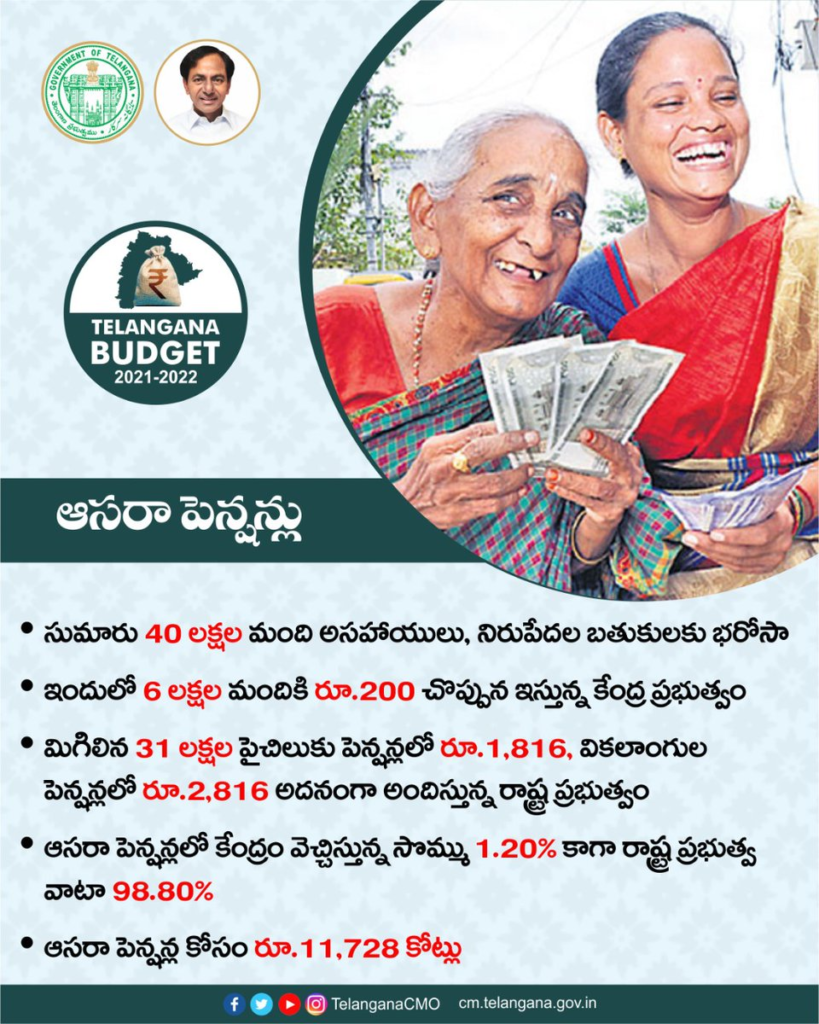 GOVERNMENT OF TELANGANA
తెలంగాణ ప్రభుత్వము
TELANGANA
BUDGET
2021-2022
ఆసరా పెన్షన్లు
• సుమారు 40 లక్షల మంది అసహాయులు, నిరుపేదల బతుకులకు భరోసా
• ఇందులో 6 లక్షల మందికి రూ.200 చొప్పున ఇస్తున్న కేంద్ర ప్రభుత్వం
• మిగిలిన 31 లక్షల పైచిలుకు పెన్షన్లలో రూ.1,816, వికలాంగుల
పెన్షన్లలో రూ.2,816 అదనంగా అందిస్తున్న రాష్ట్ర ప్రభుత్వం
• ఆసరా పెన్షన్లలో కేంద్రం వెచ్చిస్తున్న సొమ్ము 1.20% కాగా రాష్ట్ర ప్రభుత్వ
వాటా 98.80%
• ఆసరా పెన్షన్ల కోసం రూ.11,728 కోట్లు
TelanganaCMO cm.telangana.gov.in